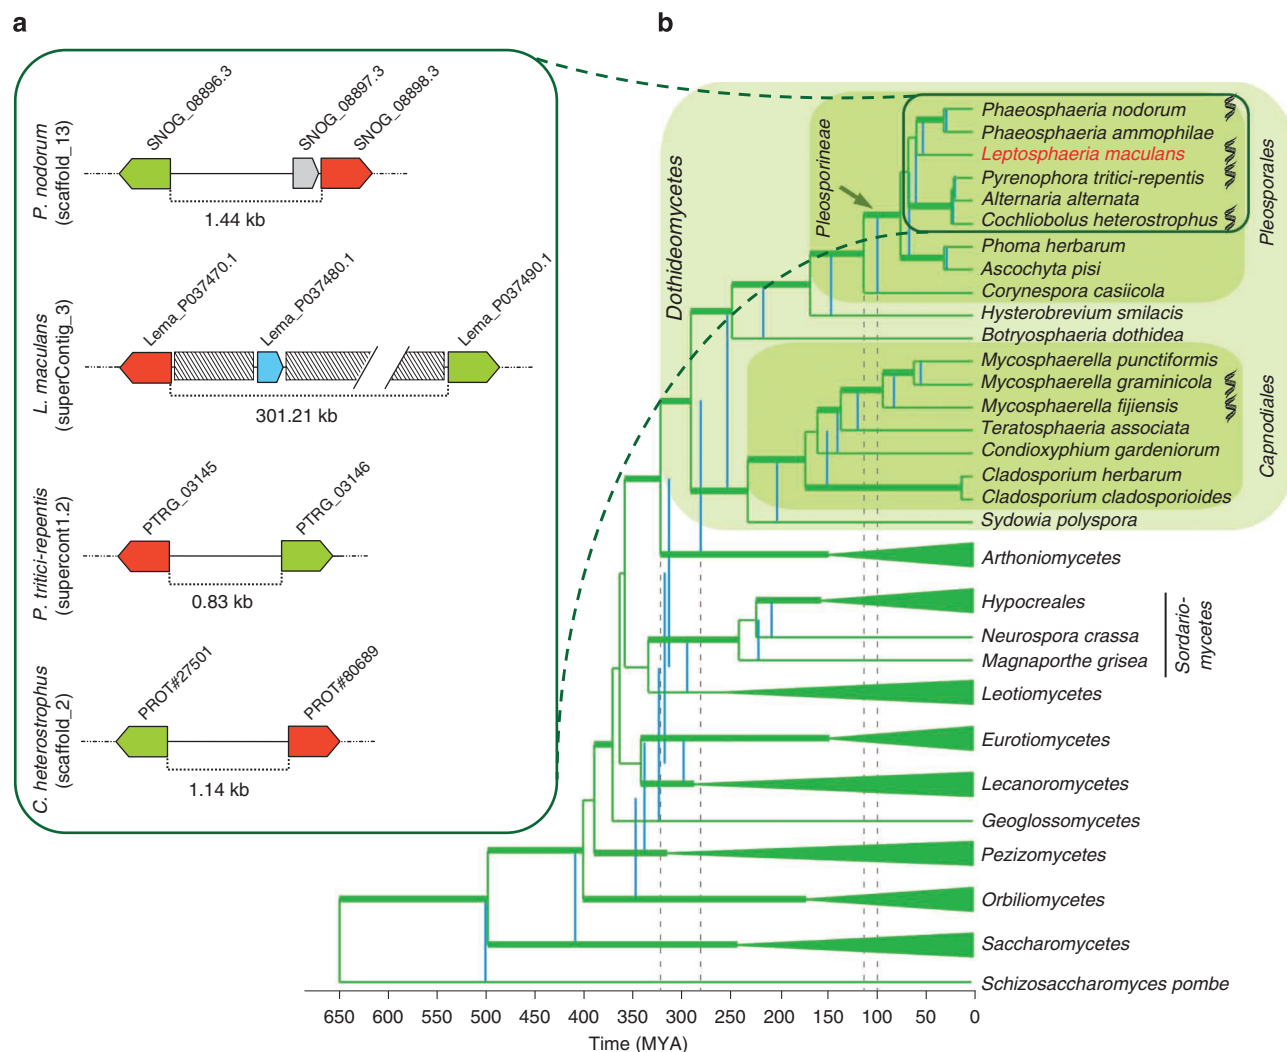 a
SNOG_08896.3
SNOG_08897.3
SNOG_08898.3
P. nodorum
(scaffold_13)
1.44 kb
Lema_P037470.1
Lema_P037480.1
Lema_P037490.1
L. maculans
(superContig_3)
301.21 kb
PTRG_03145
PTRG_03146
P. tritici-repentis
(supercont1.2)
0.83 kb
PROT#27501
PROT#80689
C. heterostrophus
(scaffold_2)
1.14 kb
b
Dothideomycetes
Pleosporineae
Pleosporales
Capnodiales
Phaeosphaeria nodorum
Phaeosphaeria ammophilae
Leptosphaeria maculans
Pyrenophora tritici-repentis
Alternaria alternata
Cochliobolus heterostrophus
Phoma herbarum
Ascochyta pisi
Corynespora casiicola
Hysterobrevium smilacis
Botryosphaeria dothidea
Mycosphaerella punctiformis
Mycosphaerella graminicola
Mycosphaerella fijiensis
Teratosphaeria associata
Condioxyphium gardeniorum
Cladosporium herbarum
Cladosporium cladosporioides
Sydowia polyspora
Arthoniomycetes
Hypocreales
Neurospora crassa
Magnaporthe grisea
Sordario-
mycetes
Leotiomycetes
Eurotiomycetes
Lecanoromycetes
Geoglossomycetes
Pezizomycetes
Orbiliomycetes
Saccharomycetes
Schizosaccharomyces pombe
650 600 550 500 450 400 350 300 250 200 150 100 50 0
Time (MYA)